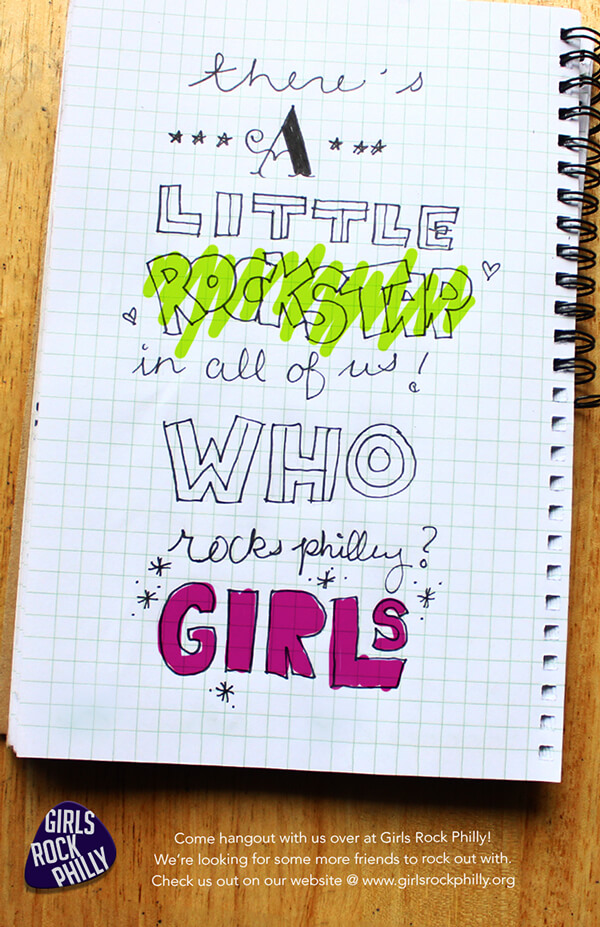 there's
A
LITTLE
ROCKSTAR
in all of us!
WHO
rocks philley?
GIRLS
GIRLS
ROCK
PHILLY
Come hangout with us over at Girls Rock Philly!
We're looking for some more friends to rock out with.
Check us out on our website @ www.girlsrockphilly.org